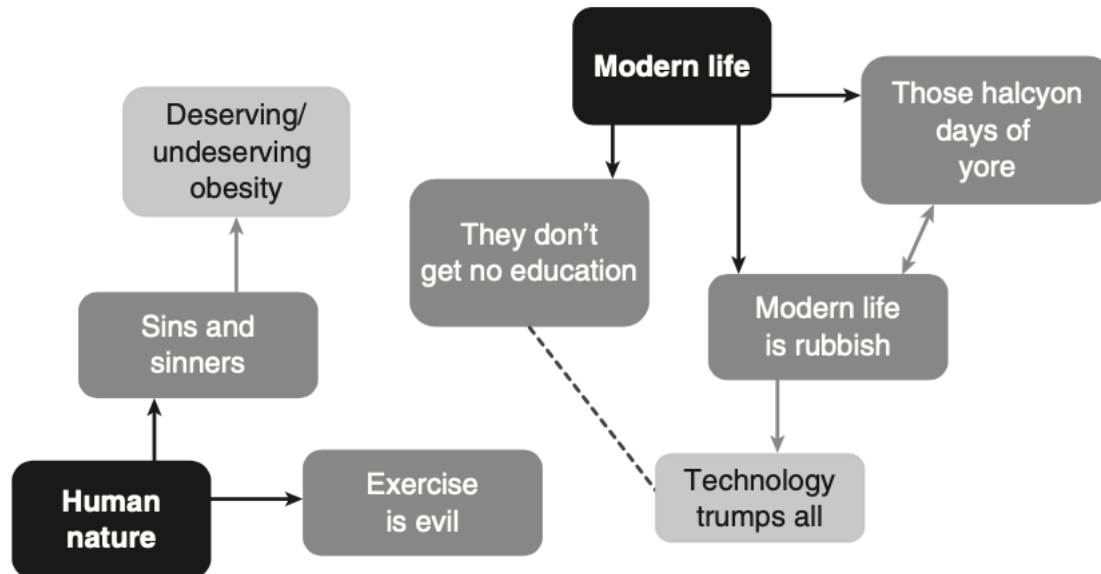 Modern life
Those halcyon
days of
yore
Deserving/
undeserving
obesity
They don’t
get no education
Sins and
sinners
Modern life
is rubbish
Human
nature
Exercise
is evil
Technology
trumps all